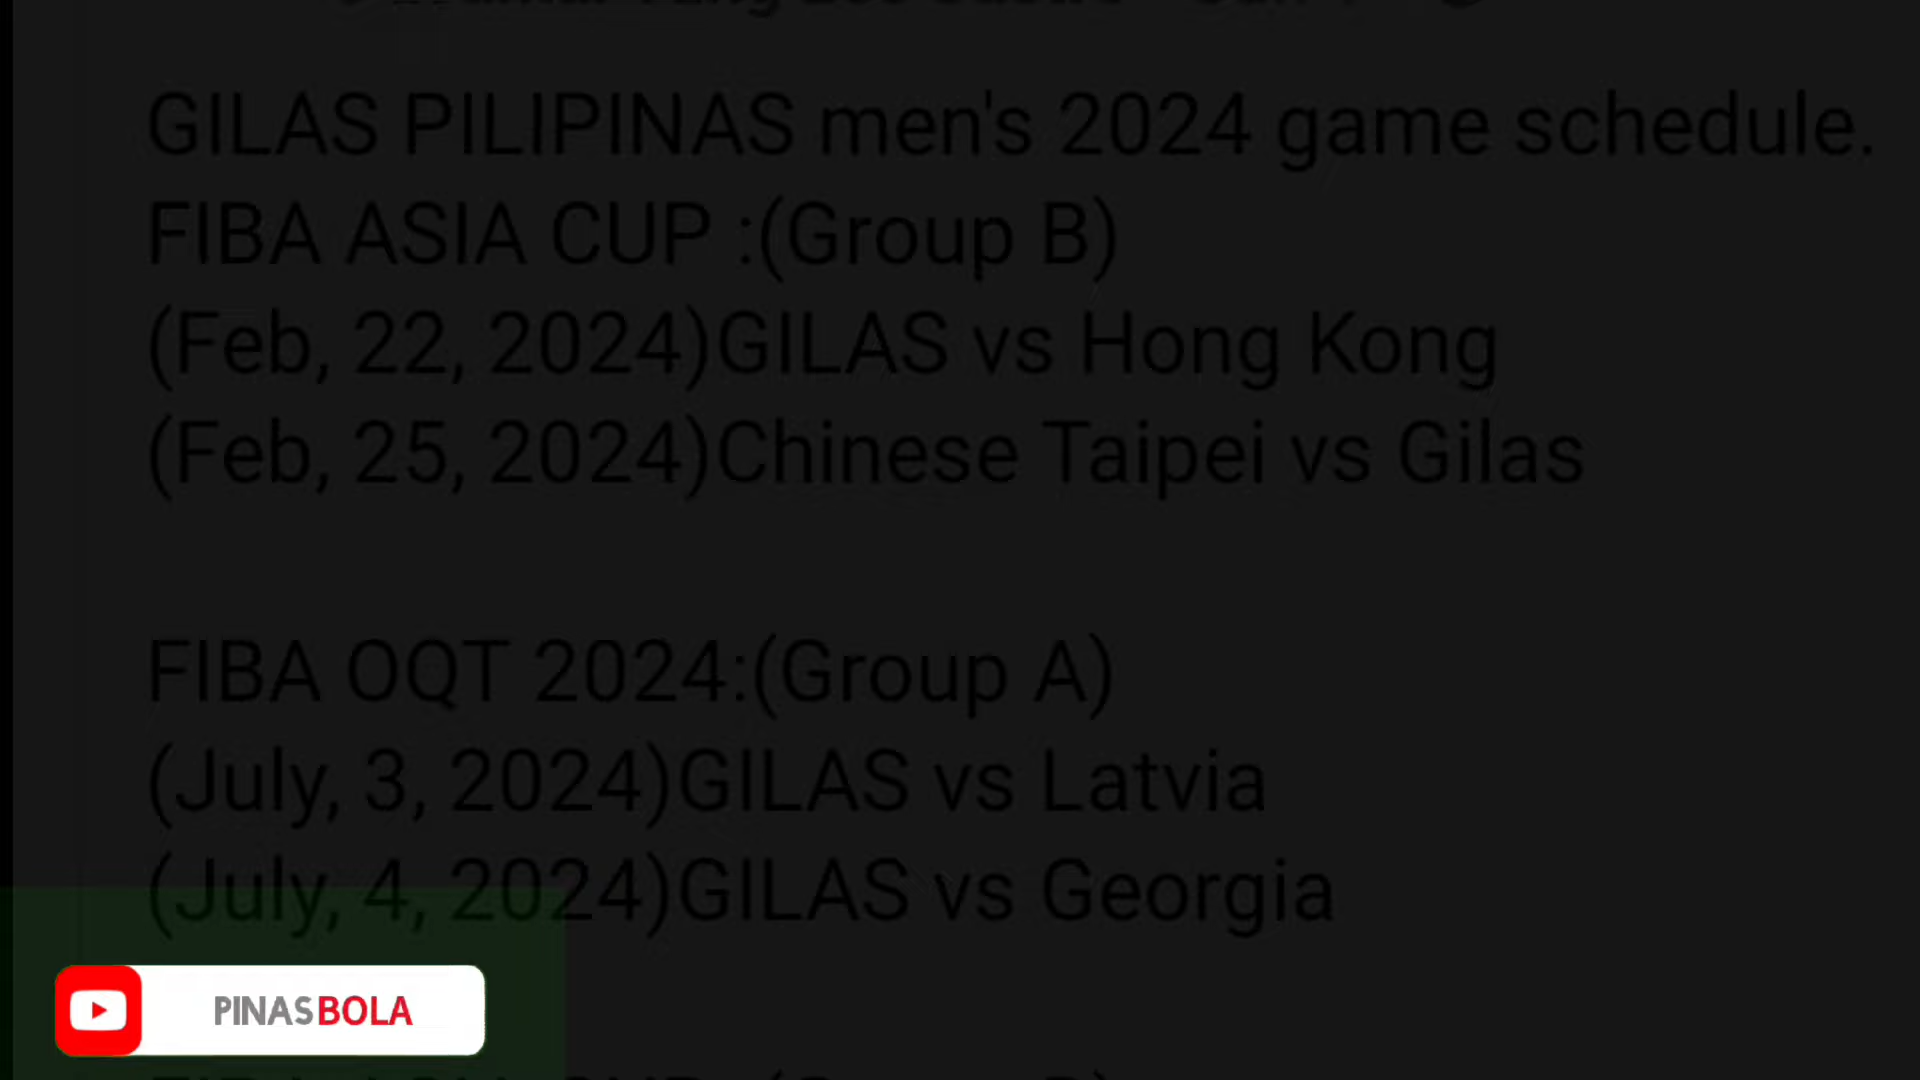 GILAS PILIPINAS men's 2024 game schedule.
FIBA ASIA CUP :(Group B)
(Feb, 22, 2024)GILAS vs Hong Kong
(Feb, 25, 2024)Chinese Taipei vs Gilas
FIBA OQT 2024:(Group A)
(July, 3, 2024)GILAS vs Latvia
(July, 4, 2024)GILAS vs Georgia
PINASBOLA